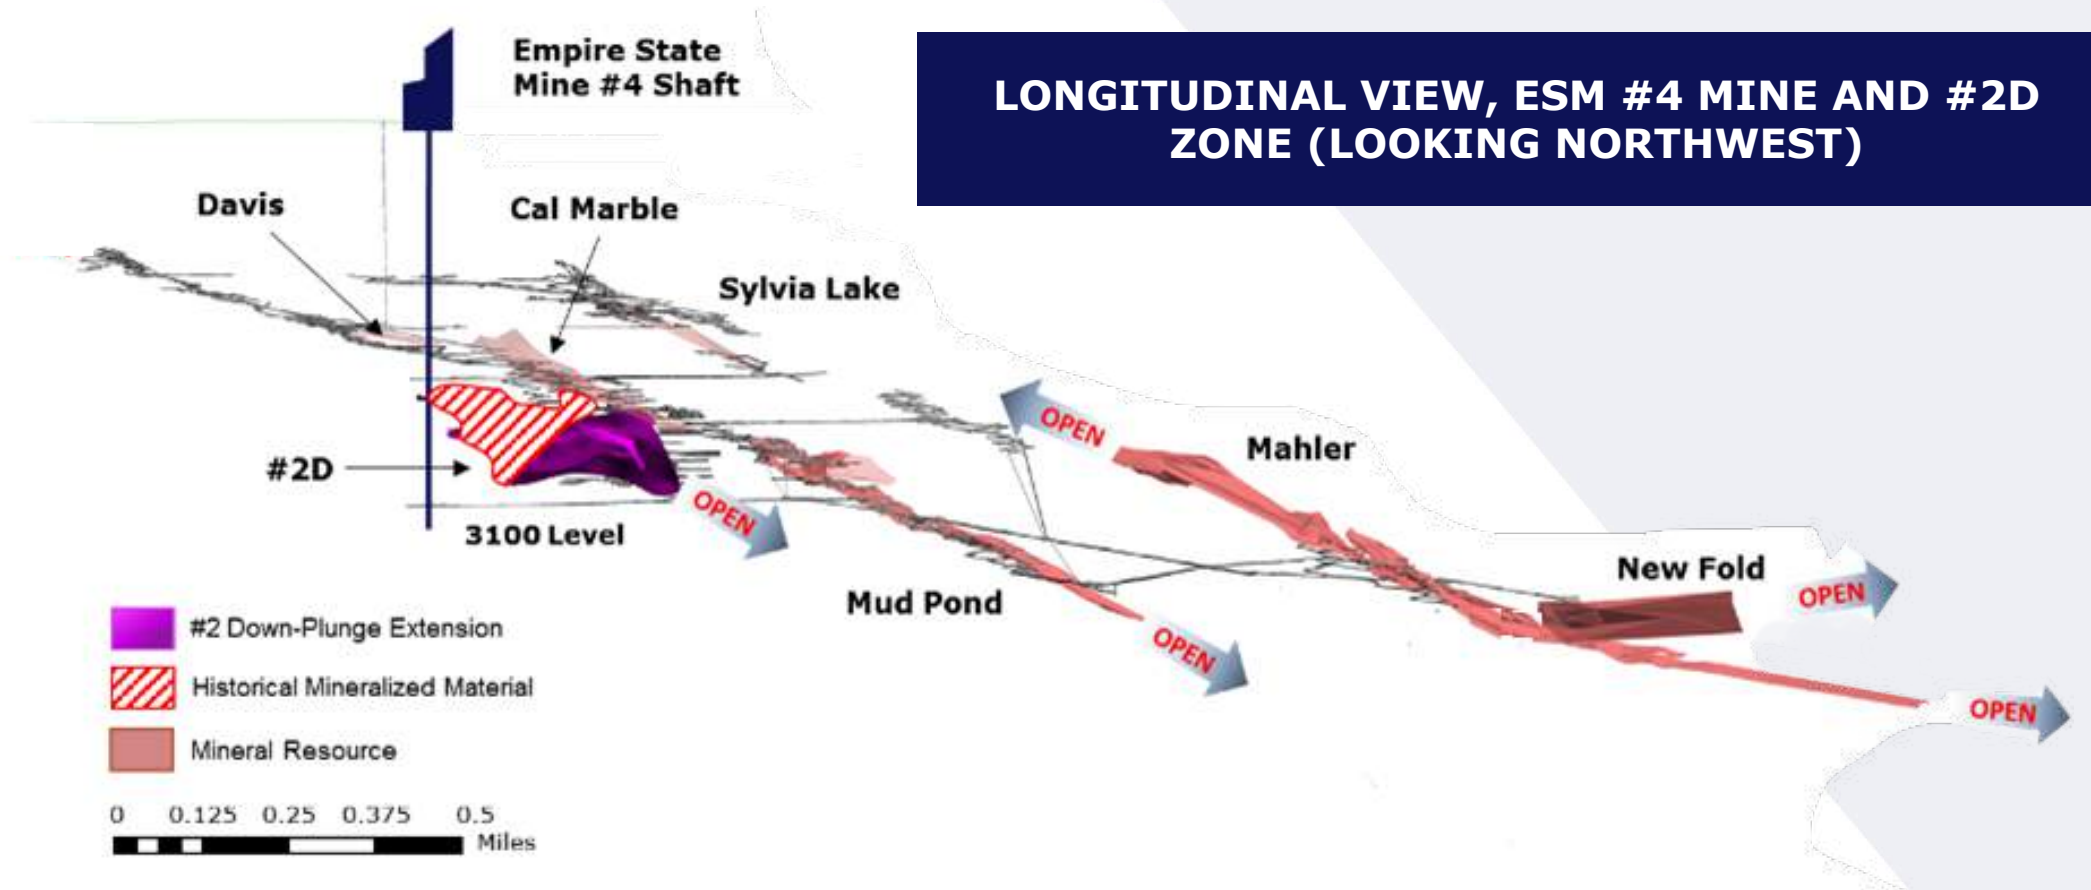 Empire State
Mine #4 Shaft
LONGITUDINAL VIEW, ESM #4 MINE AND #2D
ZONE (LOOKING NORTHWEST)
Davis
Cal Marble
Sylvia Lake
OPEN
Mahler
#2D
OPEN
3100 Level
New Fold
OPEN
Mud Pond
OPEN
OPEN
#2 Down-Plunge Extension
Historical Mineralized Material
Mineral Resource
0 0.125 0.25 0.375 0.5
Miles